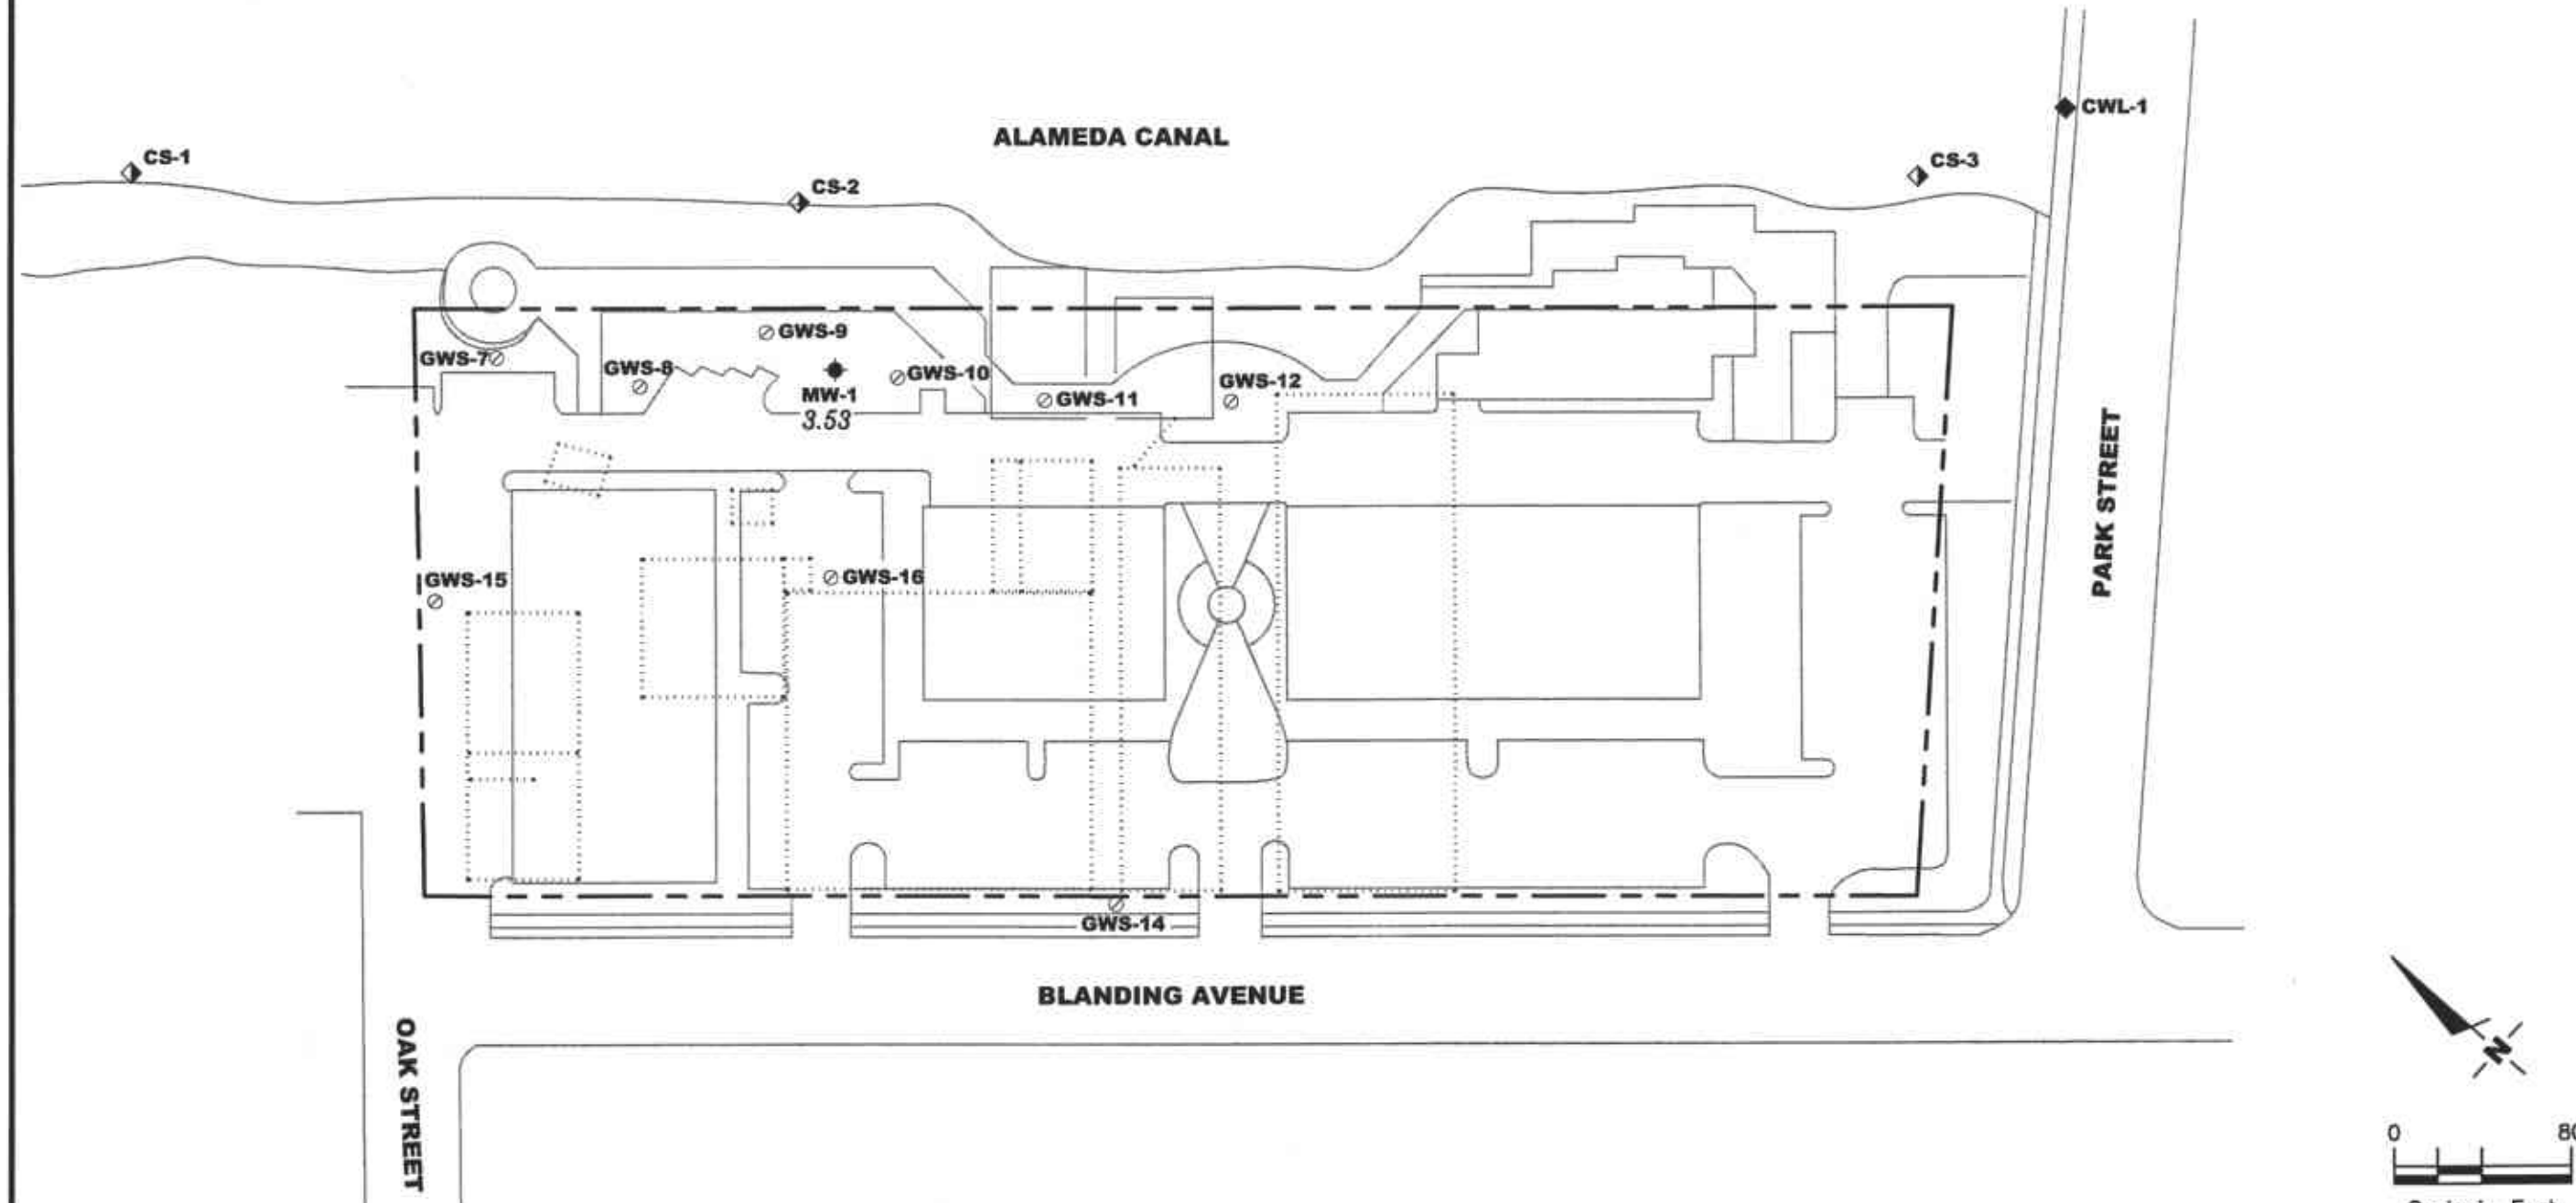 CWL-1
ALAMEDA CANAL
CS-1
CS-3
CS-2
GWS-9
GWS-7
GWS-8
GWS-10
GWS-12
MW-1
GWS-11
3.53
PARK STREET
GWS-15
GWS-16
GWS-14
BLANDING AVENUE
OAK STREET
N
0